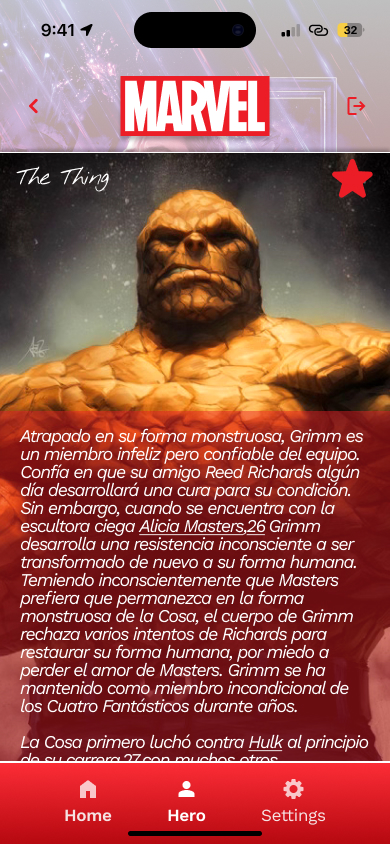 9:41
32
MARVEL
The Thing
Atrapado en su forma monstruosa, Grimm es
un miembro infeliz pero confiable del equipo.
Confía en que su amigo Reed Richards algún
día desarrollará una cura para su condición.
Sin embargo, cuando se encuentra con la
escultora ciega Alicia Masters,26 Grimm
desarrolla una resistencia inconsciente a ser
transformado de nuevo a su forma humana.
Temiendo inconscientemente que Masters
prefiera que permanezca en la forma
monstruosa de la Cosa, el cuerpo de Grimm
rechaza varios intentos de Richards para
restaurar su forma humana, por miedo a
perder el amor de Masters. Grimm se ha
mantenido como miembro incondicional de
los Cuatro Fantásticos durante años.
La Cosa primero luchó contra Hulk al principio
de su carrera,27 con muchos otros
Home Hero Settings